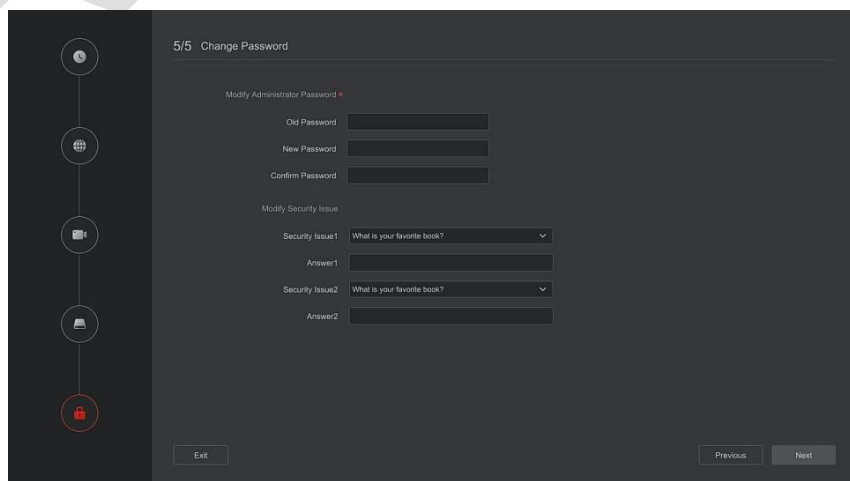 5/5 Change Password
Modify Administrator Password *
Old Password
New Password
Confirm Password
Modify Security Issue
Security Issue1 What is your favorite book?
Answer1
Security Issue2 What is your favorite book?
Answer2
Exit Previous Next